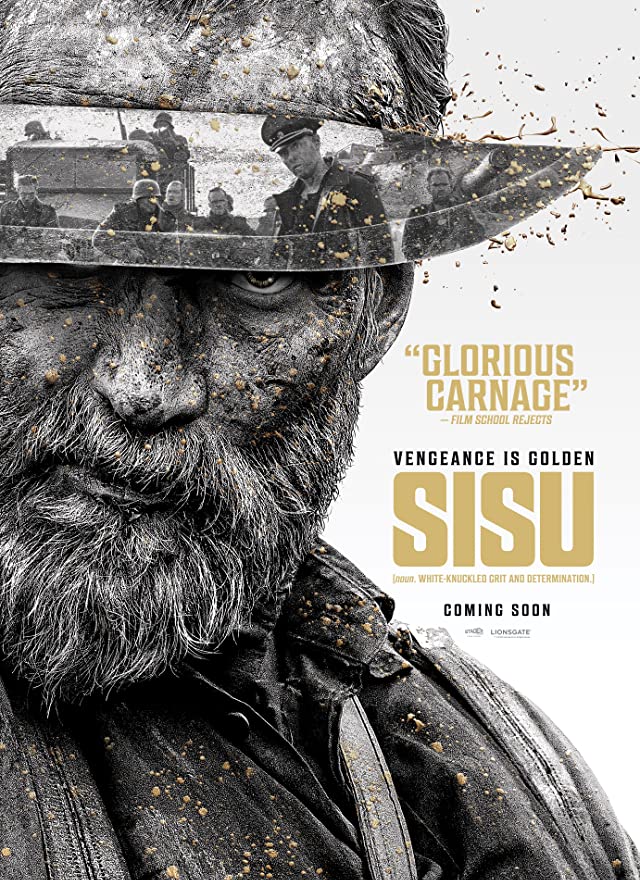 “GLORIOUS
CARNAGE”
— FILM SCHOOL REJECTS
VENGEANCE IS GOLDEN
SISU
[noun. WHITE-KNUCKLED GRIT AND DETERMINATION.]
COMING SOON
LIONSGATE